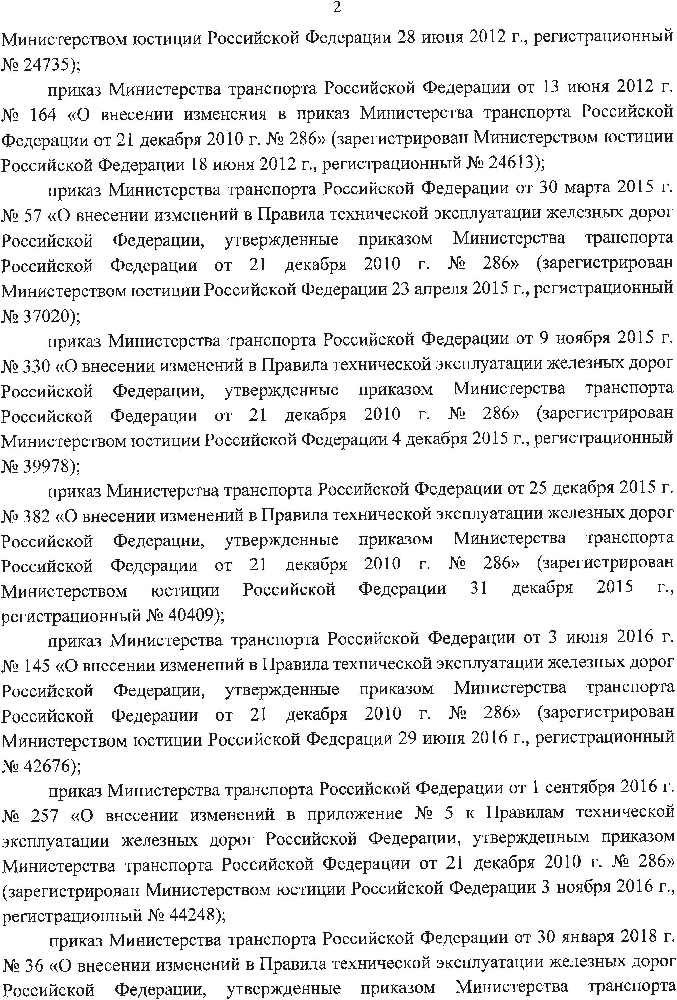 2
Министерством юстиции Российской Федерации 28 июня 2012 г., регистрационный
№ 24735);
приказ Министерства транспорта Российской Федерации от 13 июня 2012 г.
№ 164 «О внесении изменения в приказ Министерства транспорта Российской
Федерации от 21 декабря 2010 г. № 286» (зарегистрирован Министерством юстиции
Российской Федерации 18 июня 2012 г., регистрационный № 24613);
приказ Министерства транспорта Российской Федерации от 30 марта 2015 г.
№ 57 «О внесении изменений в Правила технической эксплуатации железных дорог
Российской Федерации, утвержденные приказом Министерства транспорта
Российской Федерации от 21 декабря 2010 г. № 286» (зарегистрирован
Министерством юстиции Российской Федерации 23 апреля 2015 г., регистрационный
№ 37020);
приказ Министерства транспорта Российской Федерации от 9 ноября 2015 г.
№ 330 «О внесении изменений в Правила технической эксплуатации железных дорог
Российской Федерации, утвержденные приказом Министерства транспорта
Российской Федерации от 21 декабря 2010 г. № 286» (зарегистрирован
Министерством юстиции Российской Федерации 4 декабря 2015 г., регистрационный
№ 39978);
приказ Министерства транспорта Российской Федерации от 25 декабря 2015 г.
№ 382 «О внесении изменений в Правила технической эксплуатации железных дорог
Российской Федерации, утвержденные приказом Министерства транспорта
Российской Федерации от 21 декабря 2010 г. № 286» (зарегистрирован
Министерством юстиции Российской Федерации 31 декабря 2015 г.,
регистрационный № 40409);
приказ Министерства транспорта Российской Федерации от 3 июня 2016 г.
№ 145 «О внесении изменений в Правила технической эксплуатации железных дорог
Российской Федерации, утвержденные приказом Министерства транспорта
Российской Федерации от 21 декабря 2010 г. № 286» (зарегистрирован
Министерством юстиции Российской Федерации 29 июня 2016 г., регистрационный
№ 42676);
приказ Министерства транспорта Российской Федерации от 1 сентября 2016 г.
№ 257 «О внесении изменений в приложение № 5 к Правилам технической
эксплуатации железных дорог Российской Федерации, утвержденным приказом
Министерства транспорта Российской Федерации от 21 декабря 2010 г. № 286»
(зарегистрирован Министерством юстиции Российской Федерации 3 ноября 2016 г.,
регистрационный № 44248);
приказ Министерства транспорта Российской Федерации от 30 января 2018 г.
№ 36 «О внесении изменений в Правила технической эксплуатации железных дорог
Российской Федерации, утвержденные приказом Министерства транспорта